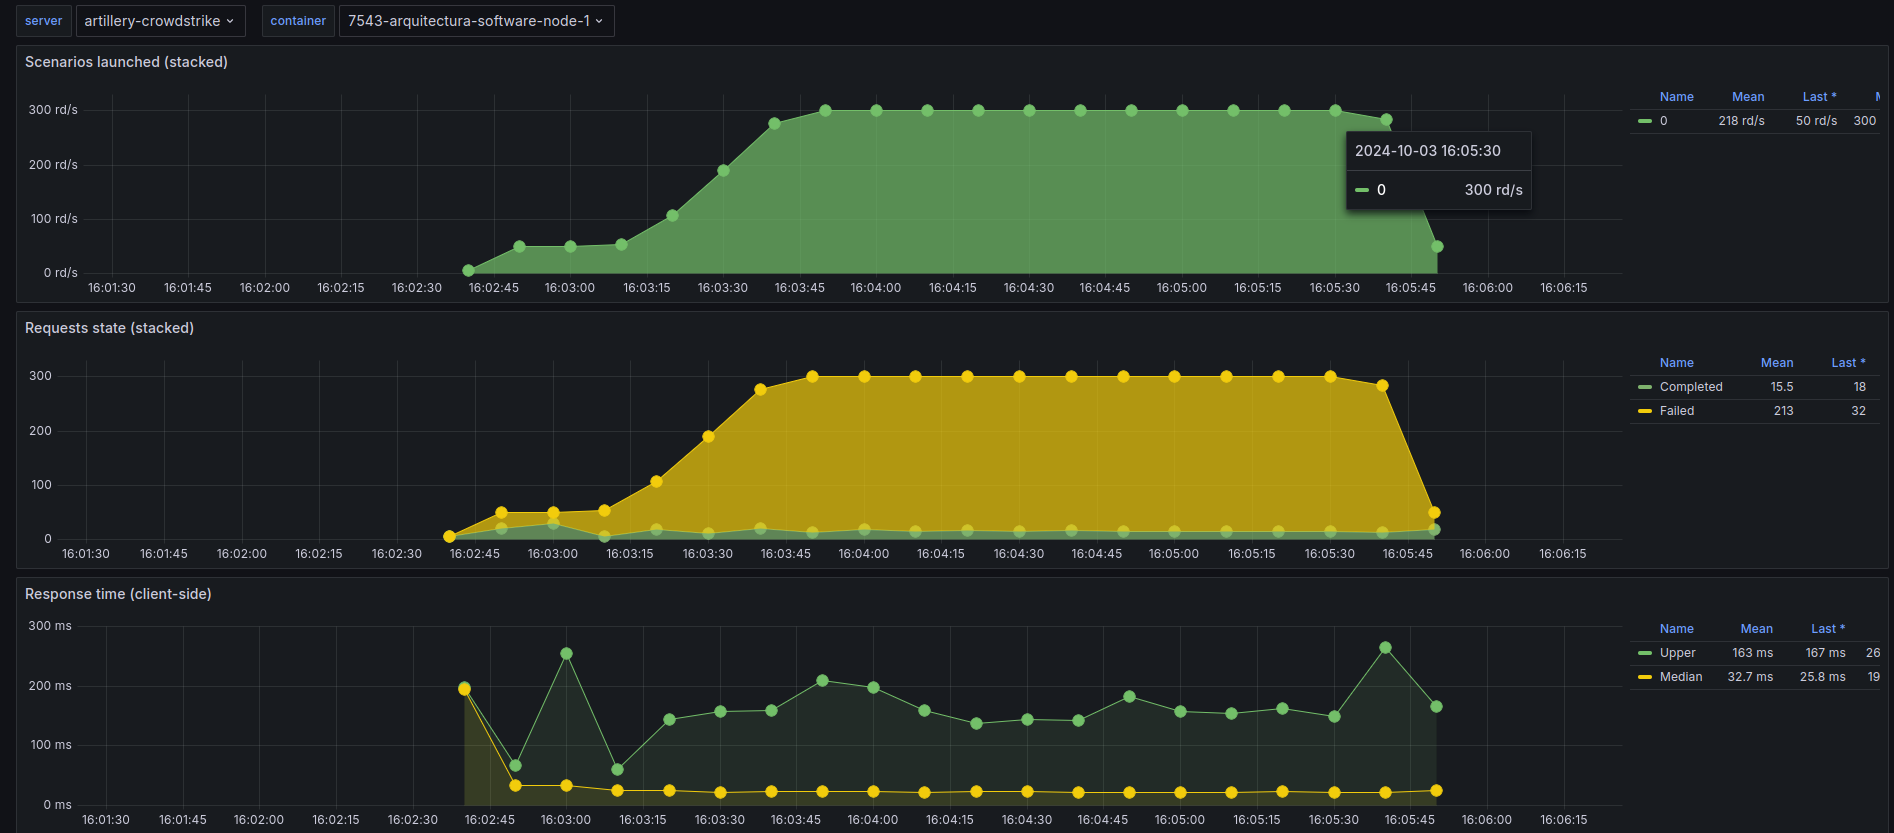 server artillery-crowdstrike container 7543-arquitectura-software-node-1
Scenarios launched (stacked)
300 rd/s
200 rd/s
100 rd/s
0 rd/s
16:01:30 16:01:45 16:02:00 16:02:15 16:02:30 16:02:45 16:03:00 16:03:15 16:03:30 16:03:45 16:04:00 16:04:15 16:04:30 16:04:45 16:05:00 16:05:15 16:05:30 16:05:45 16:06:00 16:06:15
2024-10-03 16:05:30
0 300 rd/s
Name Mean Last *
0 218 rd/s 50 rd/s 300
Requests state (stacked)
300
200
100
0
16:01:30 16:01:45 16:02:00 16:02:15 16:02:30 16:02:45 16:03:00 16:03:15 16:03:30 16:03:45 16:04:00 16:04:15 16:04:30 16:04:45 16:05:00 16:05:15 16:05:30 16:05:45 16:06:00 16:06:15
Name Mean Last *
Completed 15.5 18
Failed 213 32
Response time (client-side)
300 ms
200 ms
100 ms
0 ms
16:01:30 16:01:45 16:02:00 16:02:15 16:02:30 16:02:45 16:03:00 16:03:15 16:03:30 16:03:45 16:04:00 16:04:15 16:04:30 16:04:45 16:05:00 16:05:15 16:05:30 16:05:45 16:06:00 16:06:15
Name Mean Last *
Upper 163 ms 167 ms 26
Median 32.7 ms 25.8 ms 19